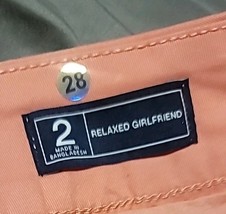 28
2
MADE IN
BANGLADESH
RELAXED GIRLFRIEND